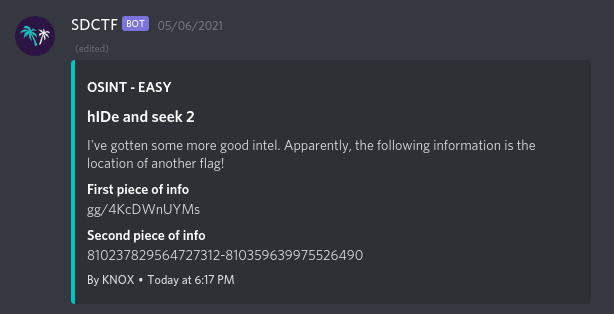 SDCTF BOT 05/06/2021
(edited)
OSINT - EASY
hIDe and seek 2
I've gotten some more good intel. Apparently, the following information is the
location of another flag!
First piece of info
gg/4KcDWnUYMs
Second piece of info
810237829564727312-810359639975526490
By KNOX • Today at 6:17 PM